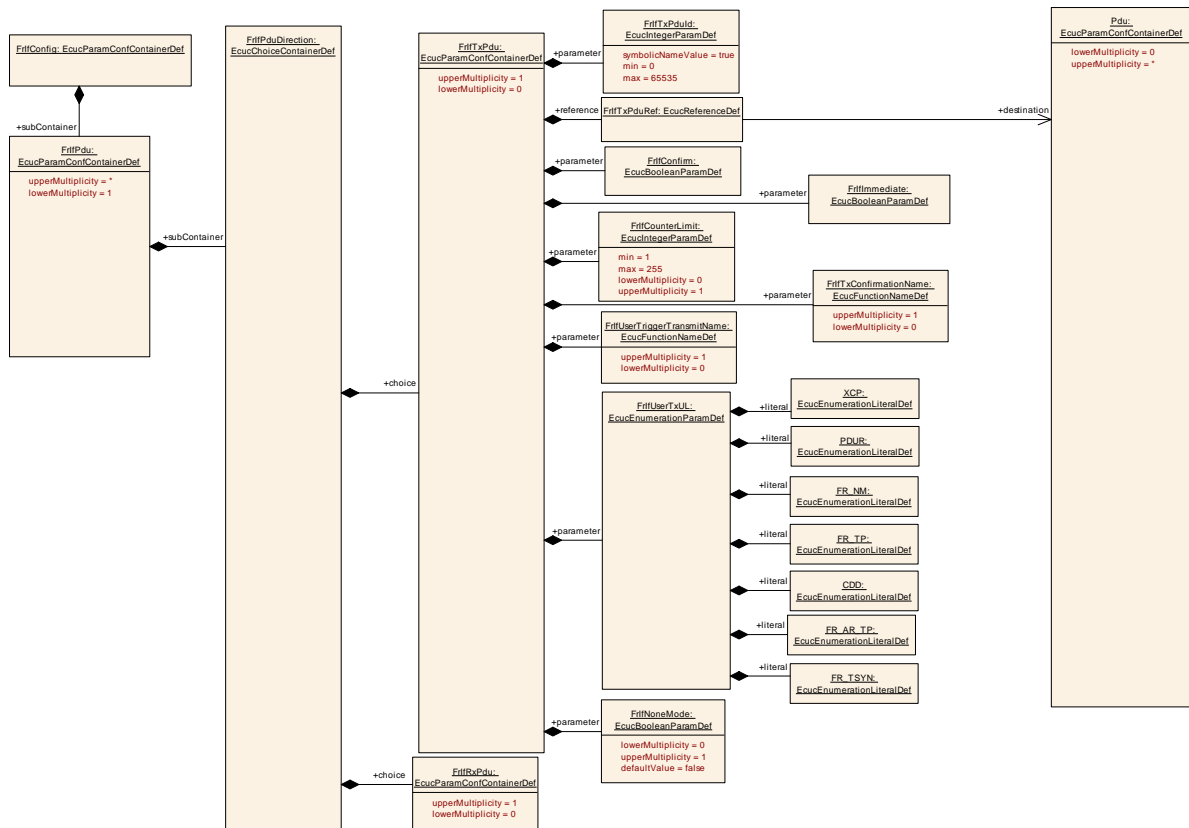 FrIfConfig: EcucParamConfContainerDef
+subContainer
FrIfPdu:
EcucParamConfContainerDef
upperMultiplicity = *
lowerMultiplicity = 1
+subContainer
FrIfPduDirection:
EcucChoiceContainerDef
+choice
FrIfTxPdu:
EcucParamConfContainerDef
upperMultiplicity = 1
lowerMultiplicity = 0
+parameter
FrIfTxPduId:
EcucIntegerParamDef
symbolicNameValue = true
min = 0
max = 65535
+reference
FrIfTxPduRef: EcucReferenceDef
+destination
Pdu:
EcucParamConfContainerDef
lowerMultiplicity = 0
upperMultiplicity = *
+parameter
FrIfConfirm:
EcucBooleanParamDef
+parameter
FrIfImmediate:
EcucBooleanParamDef
+parameter
FrIfCounterLimit:
EcucIntegerParamDef
min = 1
max = 255
lowerMultiplicity = 0
upperMultiplicity = 1
+parameter
FrIfTxConfirmationName:
EcucFunctionNameDef
upperMultiplicity = 1
lowerMultiplicity = 0
+parameter
FrIfUserTriggerTransmitName:
EcucFunctionNameDef
upperMultiplicity = 1
lowerMultiplicity = 0
+parameter
FrIfUserTxUL:
EcucEnumerationParamDef
+literal
XCP:
EcucEnumerationLiteralDef
+literal
PDUR:
EcucEnumerationLiteralDef
+literal
FR_NM:
EcucEnumerationLiteralDef
+literal
FR_TP:
EcucEnumerationLiteralDef
+literal
CDD:
EcucEnumerationLiteralDef
+literal
FR_AR_TP:
EcucEnumerationLiteralDef
+literal
FR_TSYN:
EcucEnumerationLiteralDef
+parameter
FrIfNoneMode:
EcucBooleanParamDef
lowerMultiplicity = 0
upperMultiplicity = 1
defaultValue = false
+choice
FrIfRxPdu:
EcucParamConfContainerDef
upperMultiplicity = 1
lowerMultiplicity = 0